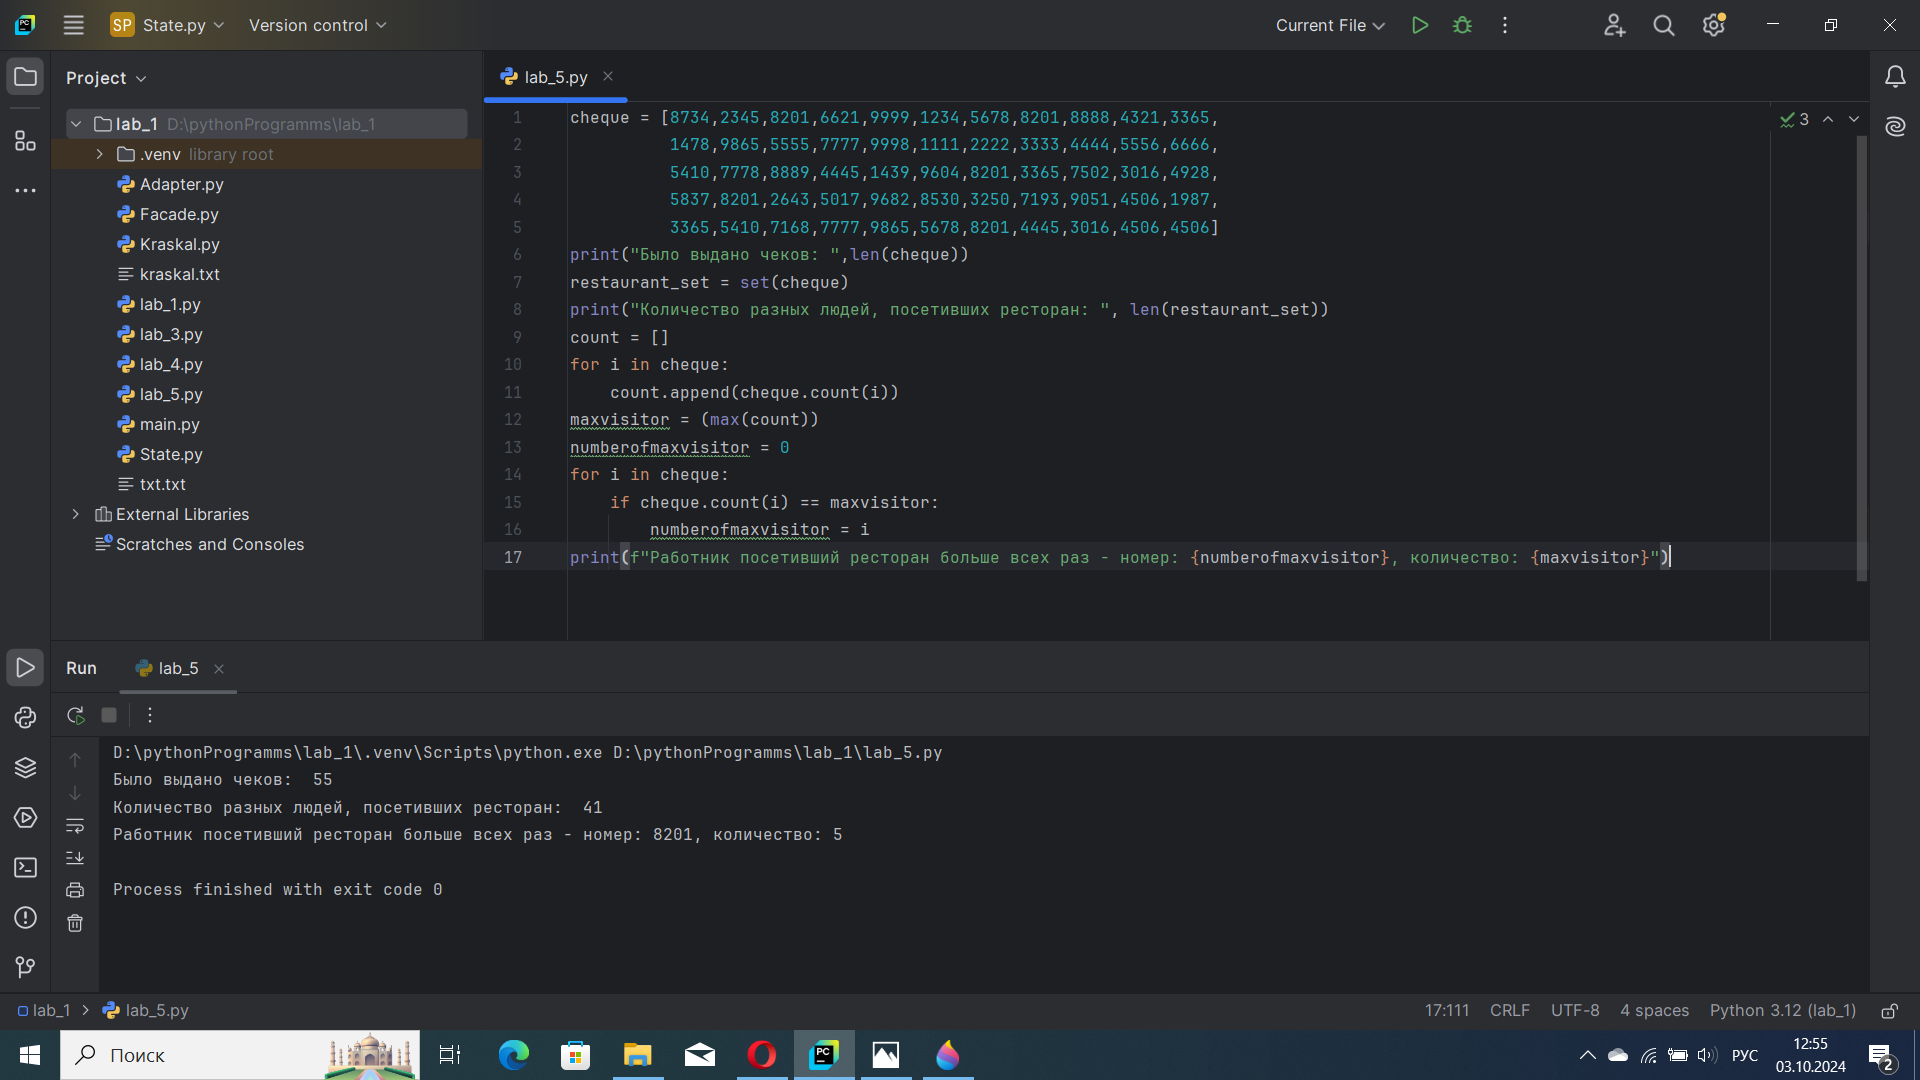 SP State.py Version control Current File
Project
lab_5.py
lab_1 D:\pythonProgramms\lab_1
.venv library root
Adapter.py
Facade.py
Kraskal.py
kraskal.txt
lab_1.py
lab_3.py
lab_4.py
lab_5.py
main.py
State.py
txt.txt
External Libraries
Scratches and Consoles
3
1 cheque = [8734,2345,8201,6621,9999,1234,5678,8201,8888,4321,3365,
2 1478,9865,5555,7777,9998,1111,2222,3333,4444,5556,6666,
3 5410,7778,8889,4445,1439,9604,8201,3365,7502,3016,4928,
4 5837,8201,2643,5017,9682,8530,3250,7193,9051,4506,1987,
5 3365,5410,7168,7777,9865,5678,8201,4445,3016,4506,4506]
6 print("Было выдано чеков: ",len(cheque))
7 restaurant_set = set(cheque)
8 print("Количество разных людей, посетивших ресторан: ", len(restaurant_set))
9 count = []
10 for i in cheque:
11 count.append(cheque.count(i))
12 maxvisitor = (max(count))
13 numberofmaxvisitor = 0
14 for i in cheque:
15 if cheque.count(i) == maxvisitor:
16 numberofmaxvisitor = i
17 print(f"Работник посетивший ресторан больше всех раз - номер: {numberofmaxvisitor}, количество: {maxvisitor}")
Run lab_5
D:\pythonProgramms\lab_1\.venv\Scripts\python.exe D:\pythonProgramms\lab_1\lab_5.py
Было выдано чеков:  55
Количество разных людей, посетивших ресторан:  41
Работник посетивший ресторан больше всех раз - номер: 8201, количество: 5
Process finished with exit code 0
lab_1 > lab_5.py 17:111 CRLF UTF-8 4 spaces Python 3.12 (lab_1)
Поиск
PC
РУС
12:55
03.10.2024
2